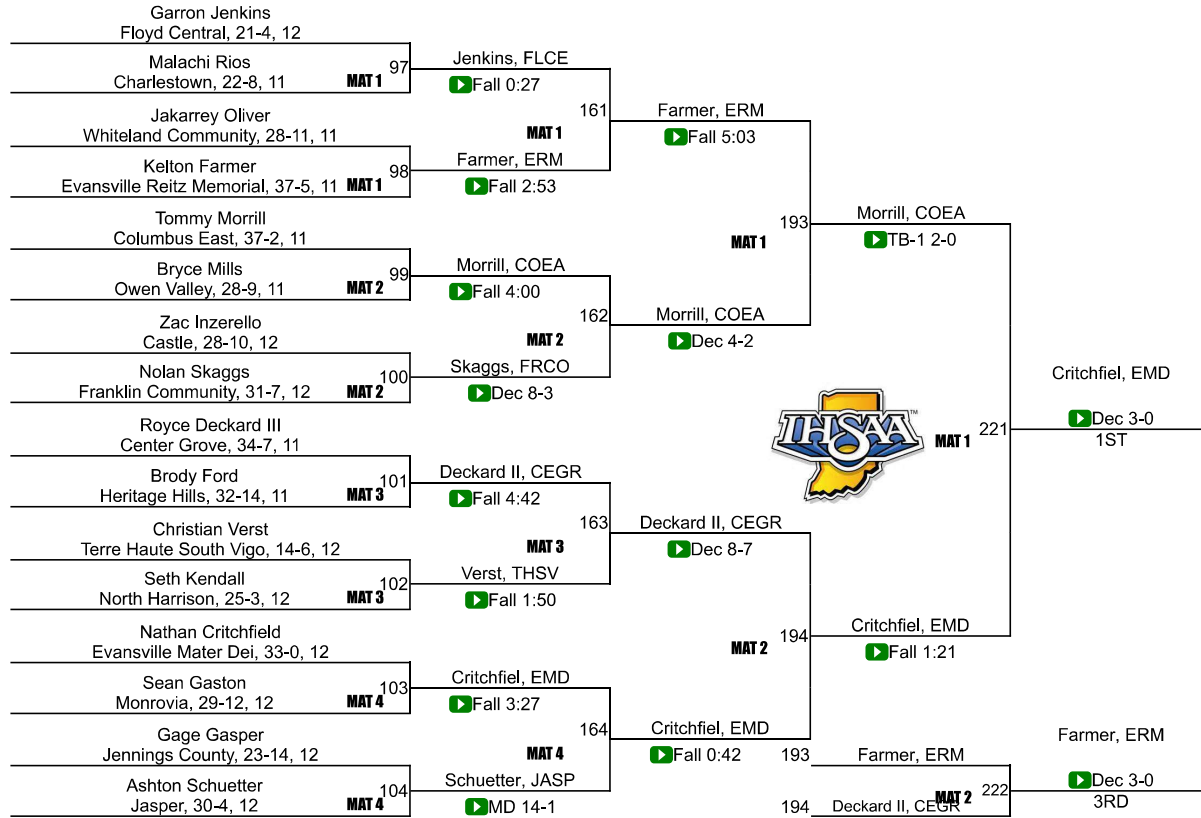 Garron Jenkins
Floyd Central, 21-4, 12
Malachi Rios
Charlestown, 22-8, 11
MAT 1
97
Jenkins, FLCE
Fall 0:27
Jakarrey Oliver
Whiteland Community, 28-11, 11
Kelton Farmer
Evansville Reitz Memorial, 37-5, 11
MAT 1
98
Farmer, ERM
Fall 2:53
161
MAT 1
Farmer, ERM
Fall 5:03
Tommy Morrill
Columbus East, 37-2, 11
Bryce Mills
Owen Valley, 28-9, 11
MAT 2
99
Morrill, COEA
Fall 4:00
Zac Inzerello
Castle, 28-10, 12
Nolan Skaggs
Franklin Community, 31-7, 12
MAT 2
100
Skaggs, FRCO
Dec 8-3
162
MAT 2
Morrill, COEA
Dec 4-2
193
MAT 1
Morrill, COEA
TB-1 2-0
Royce Deckard III
Center Grove, 34-7, 11
Brody Ford
Heritage Hills, 32-14, 11
MAT 3
101
Deckard II, CEGR
Fall 4:42
Christian Verst
Terre Haute South Vigo, 14-6, 12
Seth Kendall
North Harrison, 25-3, 12
MAT 3
102
Verst, THSV
Fall 1:50
163
MAT 3
Deckard II, CEGR
Dec 8-7
Nathan Critchfield
Evansville Mater Dei, 33-0, 12
Sean Gaston
Monrovia, 29-12, 12
MAT 4
103
Critchfiel, EMD
Fall 3:27
Gage Gasper
Jennings County, 23-14, 12
Ashton Schuetter
Jasper, 30-4, 12
MAT 4
104
Schuetter, JASP
MD 14-1
164
MAT 4
Critchfiel, EMD
Fall 0:42
194
MAT 2
Critchfiel, EMD
Fall 1:21
IHSAA
TM
MAT 1
221
Critchfiel, EMD
Dec 3-0
1ST
193
Farmer, ERM
194
Deckard II, CEGR
MAT 2
222
Farmer, ERM
Dec 3-0
3RD